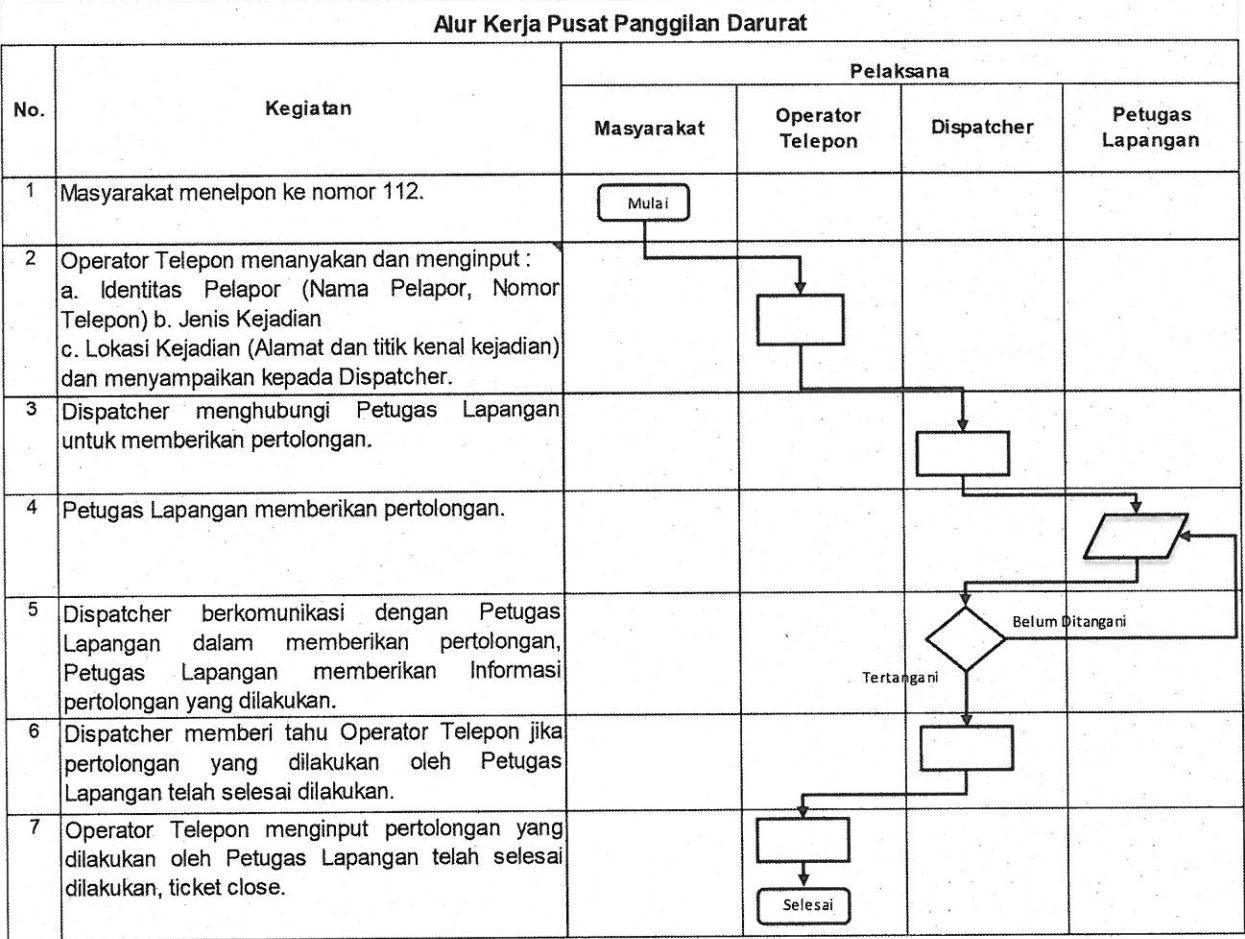 Alur Kerja Pusat Panggilan Darurat
No.
Kegiatan
Pelaksana
Masyarakat
Operator
Telepon
Dispatcher
Petugas
Lapangan
1
Masyarakat menelpon ke nomor 112.
Mulai
2
Operator Telepon menanyakan dan menginput :
a. Identitas Pelapor (Nama Pelapor, Nomor
Telepon) b. Jenis Kejadian
c. Lokasi Kejadian (Alamat dan titik kenal kejadian)
dan menyampaikan kepada Dispatcher.
3
Dispatcher menghubungi Petugas Lapangan
untuk memberikan pertolongan.
4
Petugas Lapangan memberikan pertolongan.
5
Dispatcher berkomunikasi dengan Petugas
Lapangan dalam memberikan pertolongan,
Petugas Lapangan memberikan Informasi
pertolongan yang dilakukan.
Belum Ditangani
Tertangani
6
Dispatcher memberi tahu Operator Telepon jika
pertolongan yang dilakukan oleh Petugas
Lapangan telah selesai dilakukan.
7
Operator Telepon menginput pertolongan yang
dilakukan oleh Petugas Lapangan telah selesai
dilakukan, ticket close.
Selesai